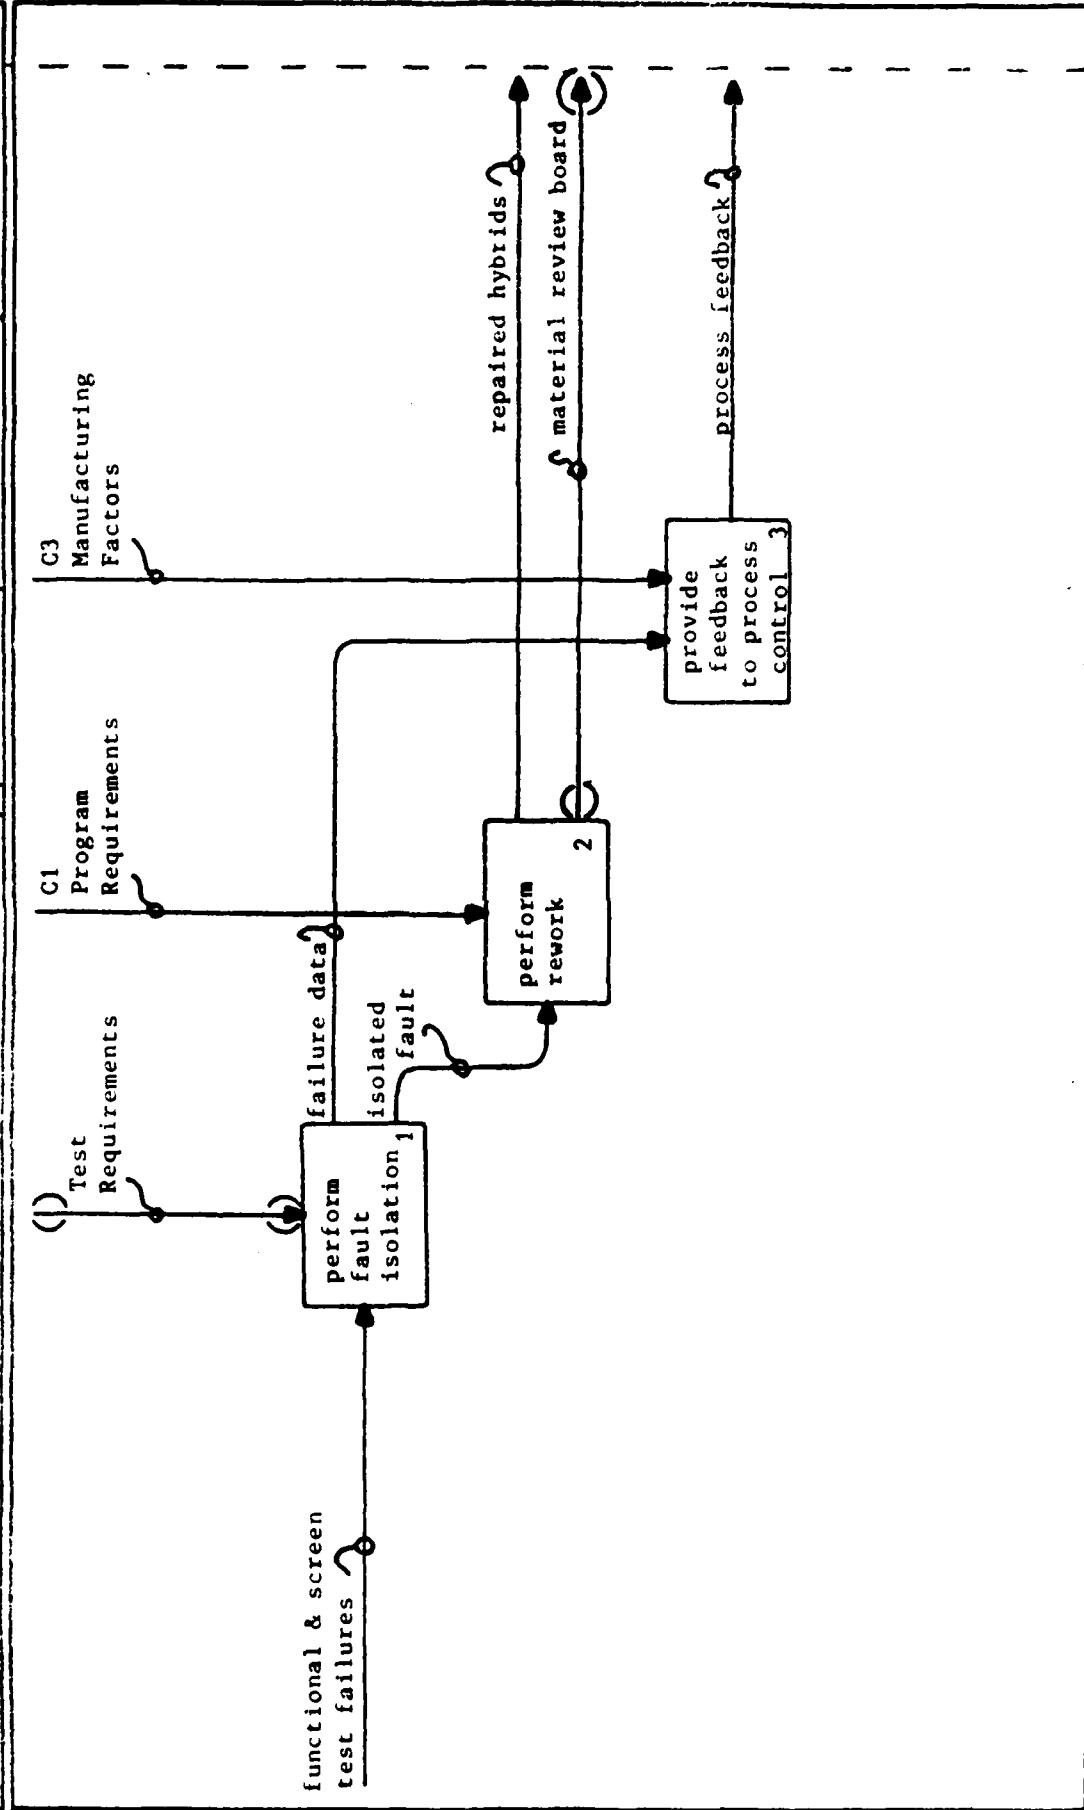 C3
Manufacturing
Factors
C1
Program
Requirements
Test
Requirements
functional & screen
test failures
perform
fault
isolation
1
failure data
isolated
fault
perform
rework
2
repaired hybrids
material review board
provide
feedback
to process
control
3
process feedback